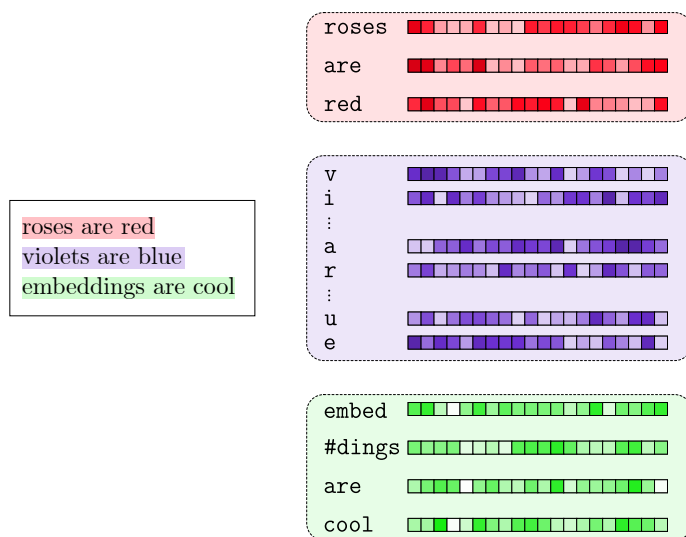 roses are red
violets are blue
embeddings are cool
roses
are
red
v
i
⋮
a
r
⋮
u
e
embed
#dings
are
cool